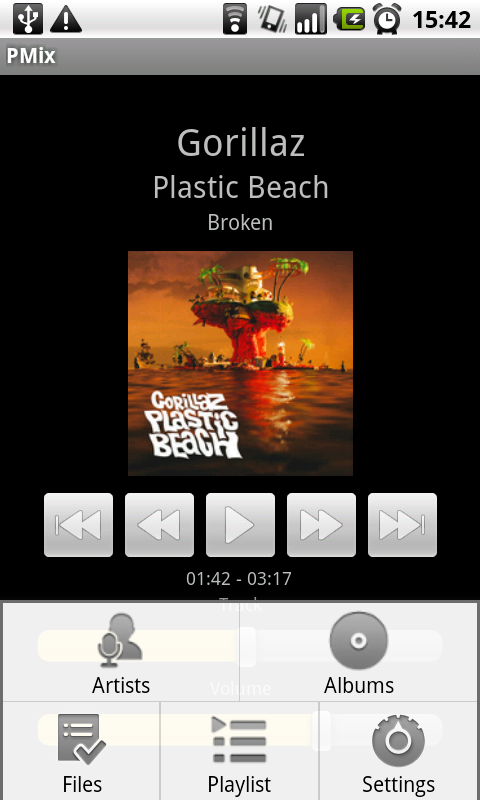 15:42
PMix
Gorillaz
Plastic Beach
Broken
GORILLAZ
PLASTIC
BEACH
01:42 - 03:17
Track
Artists
Albums
Volume
Files
Playlist
Settings